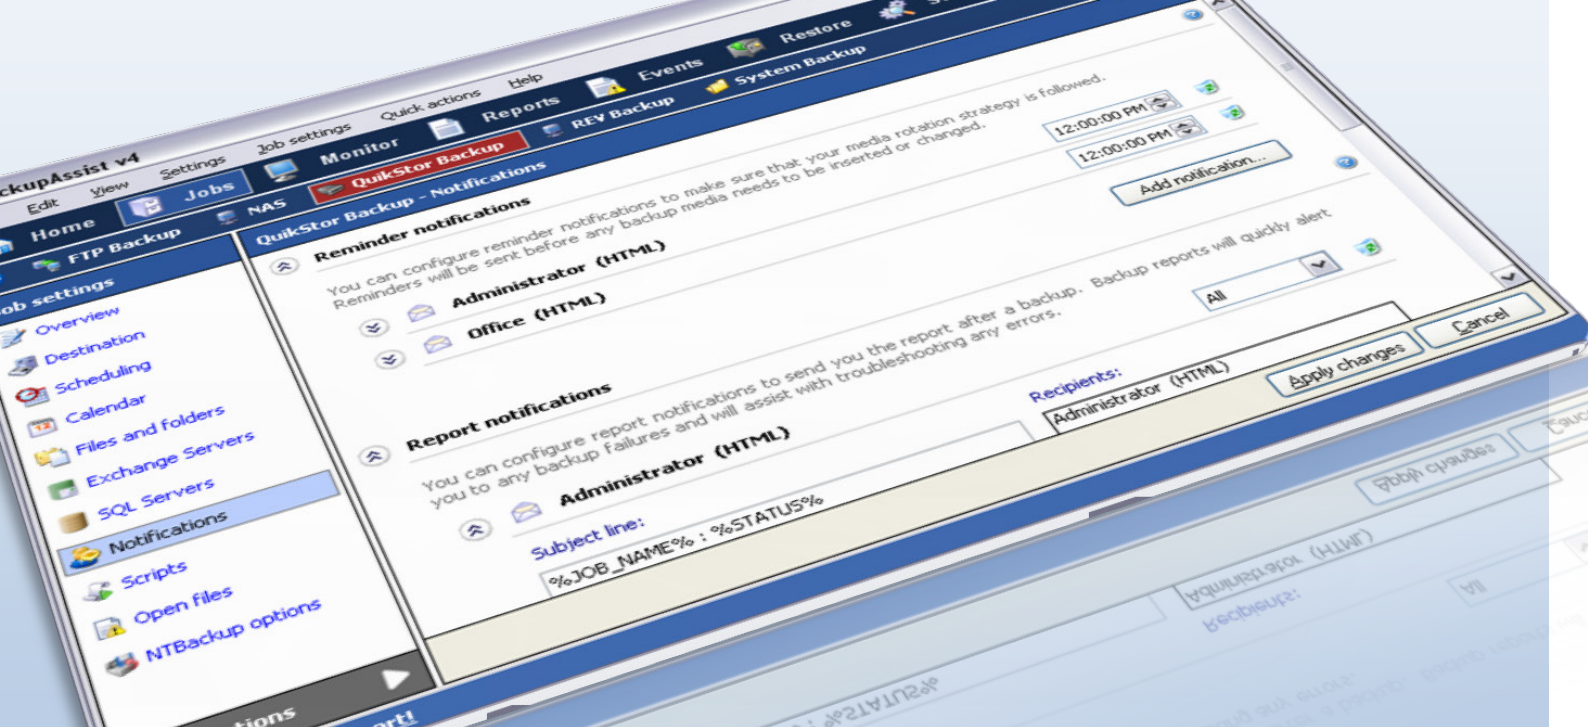 ckupAssist v4
Edit View Settings Job settings Quick actions Help
Home Jobs Monitor Reports Events Restore
FTP Backup NAS QuikStor Backup REV Backup System Backup
ob settings
Overview
Destination
Scheduling
Calendar
Files and folders
Exchange Servers
SQL Servers
Notifications
Scripts
Open files
NTBackup options
tions
ort!
QuikStor Backup - Notifications
Reminder notifications
You can configure reminder notifications to make sure that your media rotation strategy is followed.
Reminders will be sent before any backup media needs to be inserted or changed.
Administrator (HTML) 12:00:00 PM
Office (HTML) 12:00:00 PM
Add notification...
Report notifications
You can configure report notifications to send you the report after a backup. Backup reports will quickly alert
you to any backup failures and will assist with troubleshooting any errors.
Administrator (HTML) All
Subject line: Recipients:
%JOB_NAME% : %STATUS% Administrator (HTML)
Apply changes Cancel